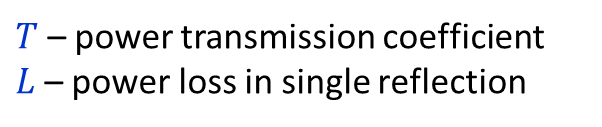 T – power transmission coefficient
L – power loss in single reflection